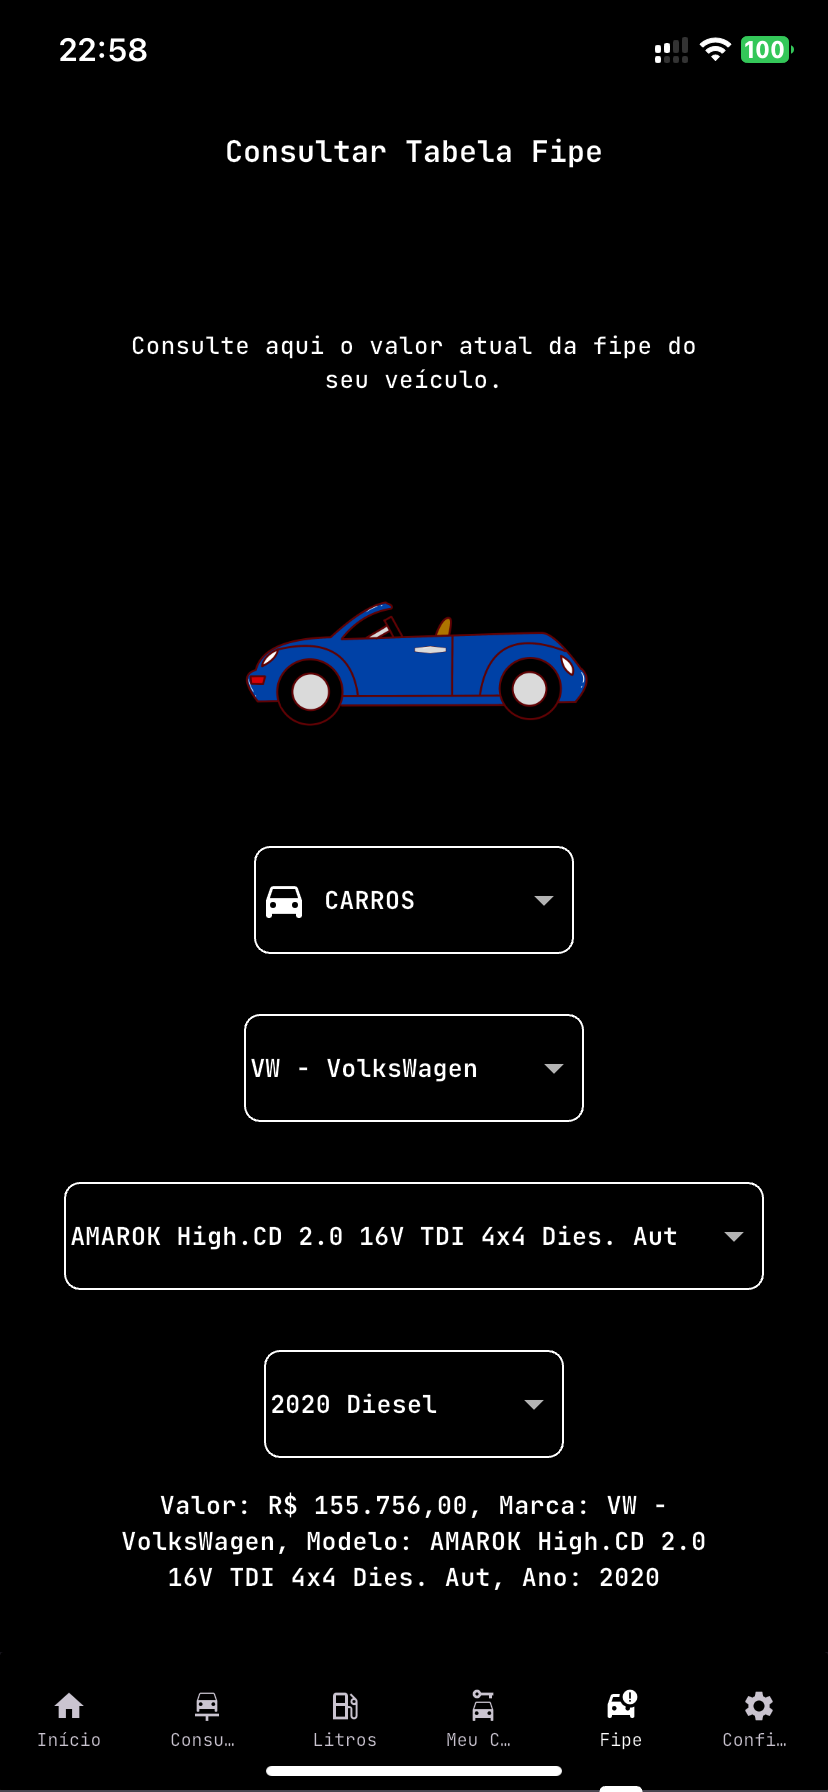 22:58
100
Consultar Tabela Fipe
Consulte aqui o valor atual da fipe do
seu veículo.
CARROS
VW - VolksWagen
AMAROK High.CD 2.0 16V TDI 4x4 Dies. Aut
2020 Diesel
Valor: R$ 155.756,00, Marca: VW -
VolksWagen, Modelo: AMAROK High.CD 2.0
16V TDI 4x4 Dies. Aut, Ano: 2020
Início
Consu…
Litros
Meu C…
Fipe
Confi…